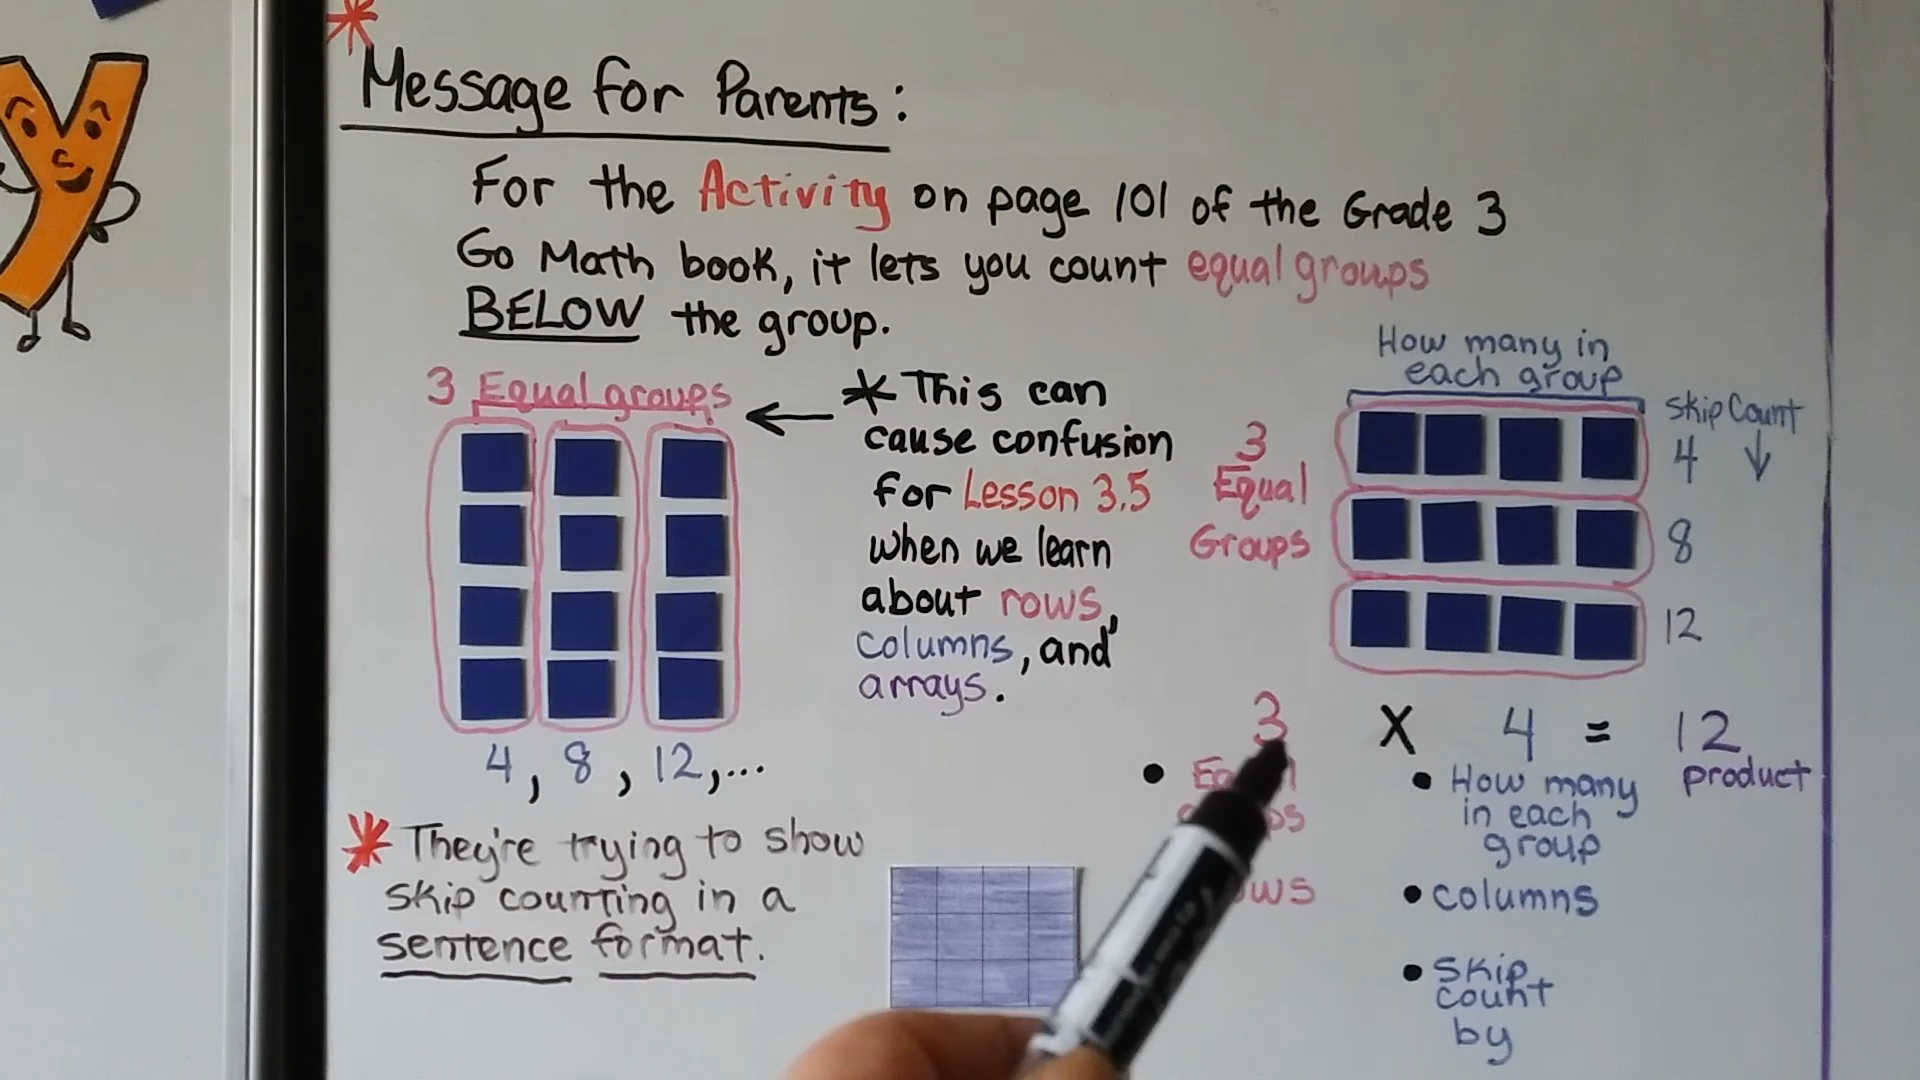 Message for Parents:
For the Activity on page 101 of the Grade 3
Go Math book, it lets you count equal groups
BELOW the group.
3 Equal groups
4, 8, 12,...
* This can
cause confusion
for Lesson 3.5
when we learn
about rows,
columns, and
arrays.
* They're trying to show
skip counting in a
sentence format.
How many in
each group
Skip Count
3
Equal
Groups
4
8
12
3 X 4 = 12
product
• How many
in each
group
• columns
• Skip
count
by